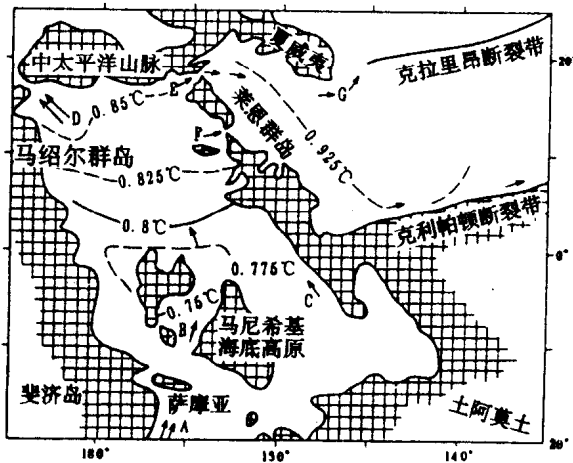 中太平洋山脉
夏威夷
克拉里昂断裂带
20°
E
G
D
0.85℃
莱恩群岛
0.925℃
F
马绍尔群岛
0.825℃
0.8℃
克利帕顿断裂带
0°
0.775℃
0.75℃
C
B
马尼希基
海底高原
斐济岛
萨摩亚
A
土阿莫土
20°
180°
150°
140°